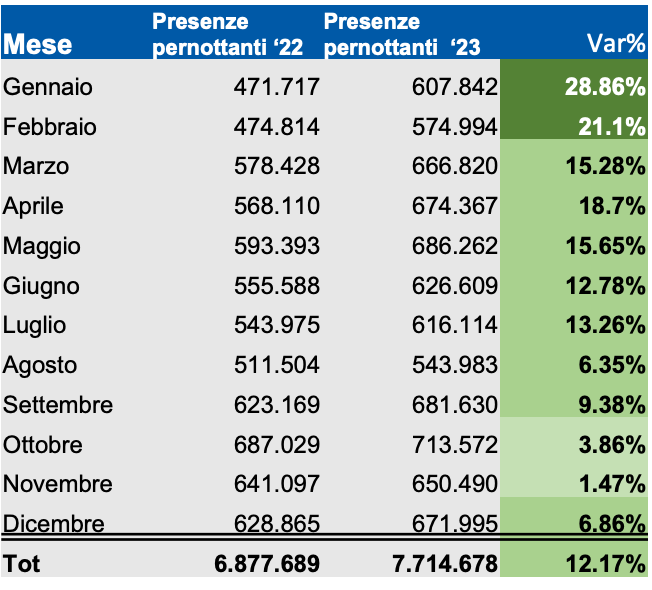 Mese Presenze pernottanti ‘22 Presenze pernottanti ‘23 Var%
Gennaio 471.717 607.842 28.86%
Febbraio 474.814 574.994 21.1%
Marzo 578.428 666.820 15.28%
Aprile 568.110 674.367 18.7%
Maggio 593.393 686.262 15.65%
Giugno 555.588 626.609 12.78%
Luglio 543.975 616.114 13.26%
Agosto 511.504 543.983 6.35%
Settembre 623.169 681.630 9.38%
Ottobre 687.029 713.572 3.86%
Novembre 641.097 650.490 1.47%
Dicembre 628.865 671.995 6.86%
Tot 6.877.689 7.714.678 12.17%